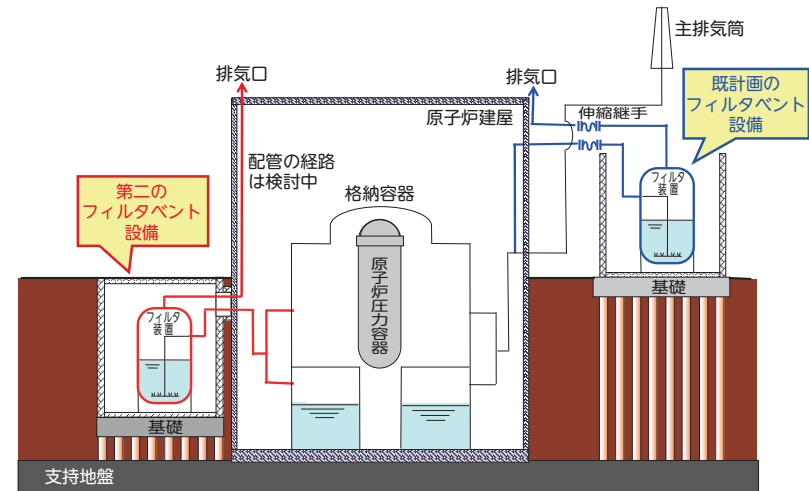 主排気筒
排気口
排気口
既計画の
フィルタベント
設備
原子炉建屋
伸縮継手
配管の経路
は検討中
第二の
フィルタベント
設備
格納容器
フィルタ
装置
原子炉圧力容器
基礎
フィルタ
装置
基礎
支持地盤